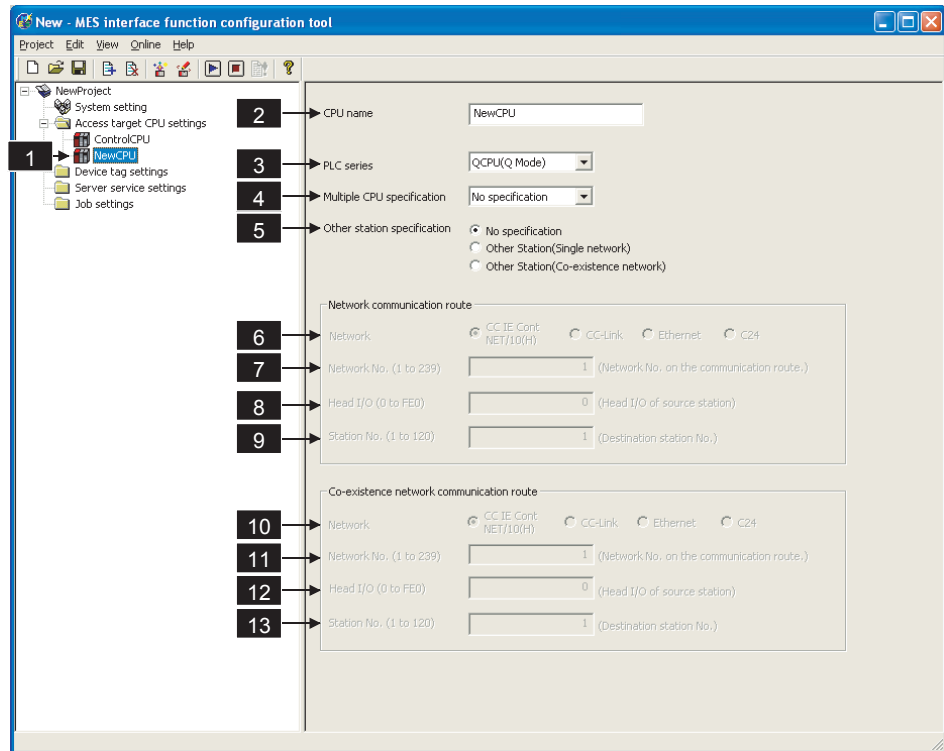 New - MES interface function configuration tool
Project Edit View Online Help
NewProject
System setting
Access target CPU settings
ControlCPU
1 NewCPU
Device tag settings
Server service settings
Job settings
2 CPU name NewCPU
3 PLC series QCPU(Q Mode)
4 Multiple CPU specification No specification
5 Other station specification No specification
Other Station(Single network)
Other Station(Co-existence network)
Network communication route
6 Network CC IE Cont NET/10(H) CC-Link Ethernet C24
7 Network No. (1 to 239) 1 (Network No. on the communication route.)
8 Head I/O (0 to FE0) 0 (Head I/O of source station)
9 Station No. (1 to 120) 1 (Destination station No.)
Co-existence network communication route
10 Network CC IE Cont NET/10(H) CC-Link Ethernet C24
11 Network No. (1 to 239) 1 (Network No. on the communication route.)
12 Head I/O (0 to FE0) 0 (Head I/O of source station)
13 Station No. (1 to 120) 1 (Destination station No.)